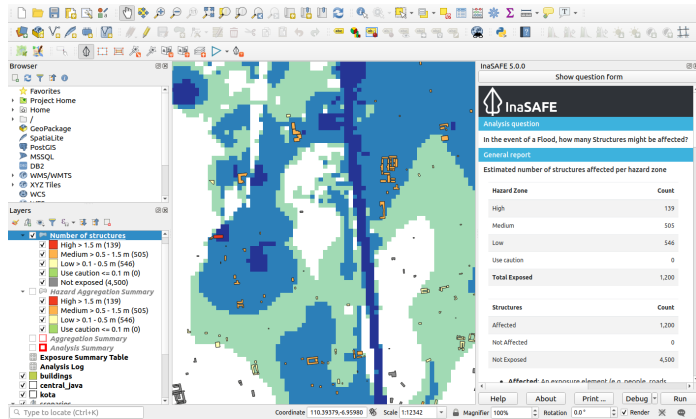 Browser
Favorites
Project Home
Home
/
GeoPackage
SpatiaLite
PostGIS
MSSQL
DB2
WMS/WMTS
XYZ Tiles
WCS
Layers
Number of structures
High > 1.5 m (139)
Medium > 0.5 - 1.5 m (505)
Low > 0.1 - 0.5 m (546)
Use caution <= 0.1 m (0)
Not exposed (4,500)
Hazard Aggregation Summary
High > 1.5 m (139)
Medium > 0.5 - 1.5 m (505)
Low > 0.1 - 0.5 m (546)
Use caution <= 0.1 m (0)
Aggregation Summary
Analysis Summary
Exposure Summary Table
Analysis Log
buildings
central_java
kota
InaSAFE 5.0.0
Show question form
InaSAFE
Analysis question
In the event of a Flood, how many Structures might be affected?
General report
Estimated number of structures affected per hazard zone
Hazard Zone Count
High 139
Medium 505
Low 546
Use caution 0
Total Exposed 1,200
Structures Count
Affected 1,200
Not Affected 0
Not Exposed 4,500
Affected: An exposure element (e.g. people, roads,
Help About Print ... Debug Run
Type to locate (Ctrl+K) Coordinate 110.39379,-6.95980 Scale 1:12342 Magnifier 100% Rotation 0.0 ° Render